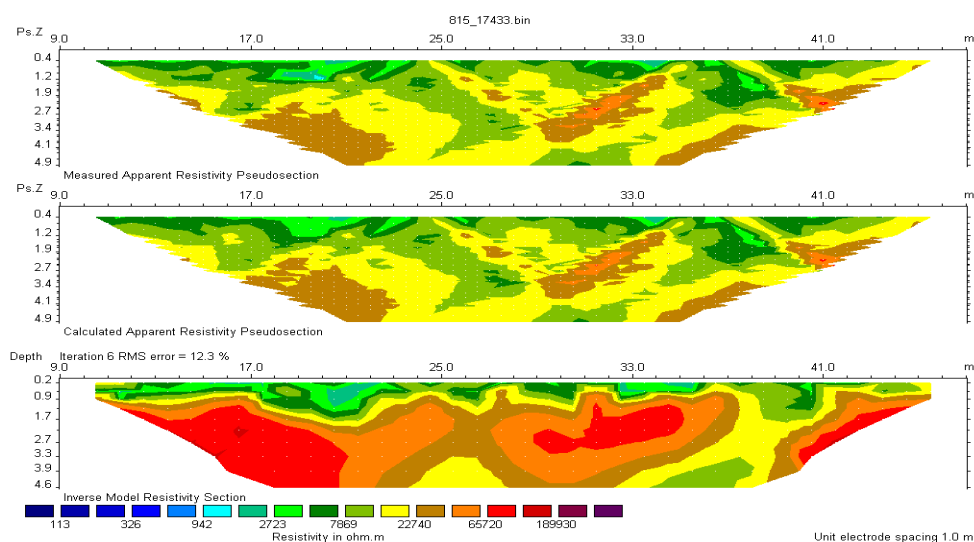 815_17433.bin
Ps.Z 9.0 17.0 25.0 33.0 41.0 m
0.4
1.2
1.9
2.7
3.4
4.1
4.9
Measured Apparent Resistivity Pseudosection
Ps.Z 9.0 17.0 25.0 33.0 41.0 m
0.4
1.2
1.9
2.7
3.4
4.1
4.9
Calculated Apparent Resistivity Pseudosection
Depth Iteration 6 RMS error = 12.3 %
9.0 17.0 25.0 33.0 41.0 m
0.2
0.9
1.7
2.7
3.3
3.9
4.6
Inverse Model Resistivity Section
113 326 942 2723 7869 22740 65720 189930
Resistivity in ohm.m Unit electrode spacing 1.0 m